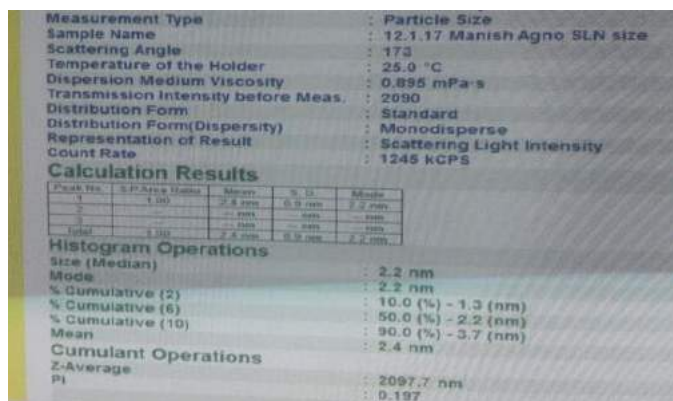 Measurement Type : Particle Size
Sample Name : 12.1.17 Manish Agno SLN size
Scattering Angle : 173
Temperature of the Holder : 25.0 °C
Dispersion Medium Viscosity : 0.895 mPa·s
Transmission Intensity before Meas. : 2090
Distribution Form : Standard
Distribution Form(Dispersity) : Monodisperse
Representation of Result : Scattering Light Intensity
Count Rate : 1245 kCPS
Calculation Results
Peak No. S.P.Area Ratio Mean S. D. Mode
1 1.00 2.4 nm 0.9 nm 2.2 nm
2 --- --- nm --- nm --- nm
3 --- --- nm --- nm --- nm
Total 1.00 2.4 nm 0.9 nm 2.2 nm
Histogram Operations
Size (Median) : 2.2 nm
Mode : 2.2 nm
% Cumulative (2) : 10.0 (%) - 1.3 (nm)
% Cumulative (6) : 50.0 (%) - 2.2 (nm)
% Cumulative (10) : 90.0 (%) - 3.7 (nm)
Mean : 2.4 nm
Cumulant Operations
Z-Average : 2097.7 nm
PI : 0.197